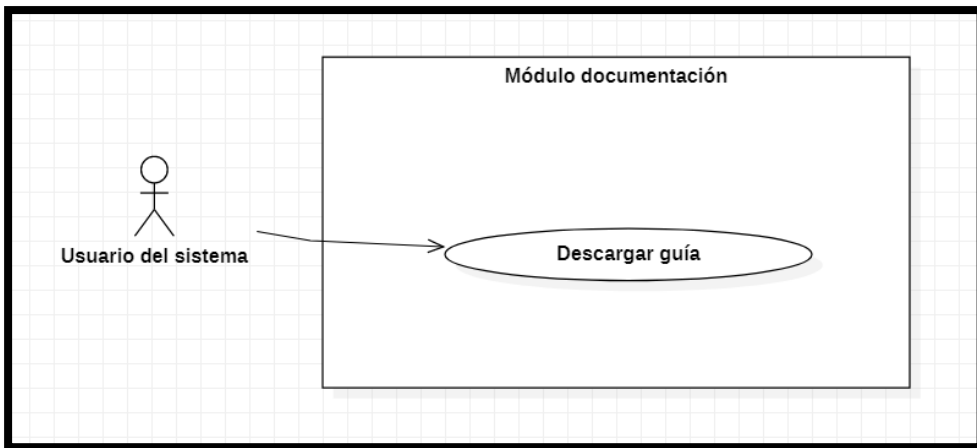 Módulo documentación
Usuario del sistema
Descargar guía